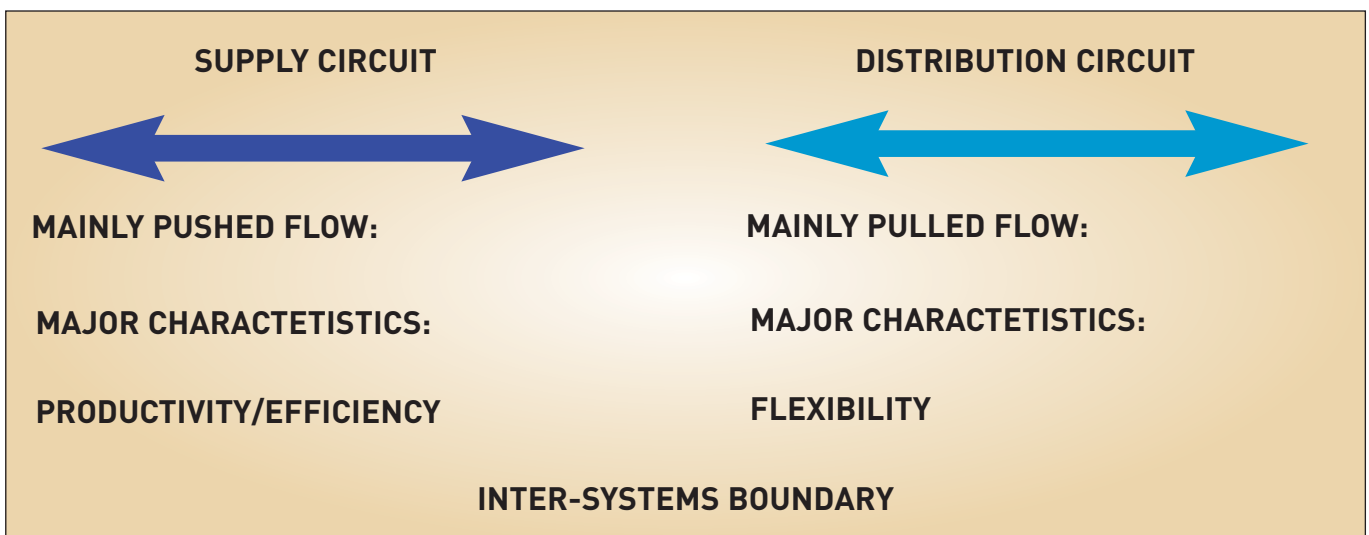 SUPPLY CIRCUIT
MAINLY PUSHED FLOW:
MAJOR CHARACTETISTICS:
PRODUCTIVITY/EFFICIENCY
DISTRIBUTION CIRCUIT
MAINLY PULLED FLOW:
MAJOR CHARACTETISTICS:
FLEXIBILITY
INTER-SYSTEMS BOUNDARY